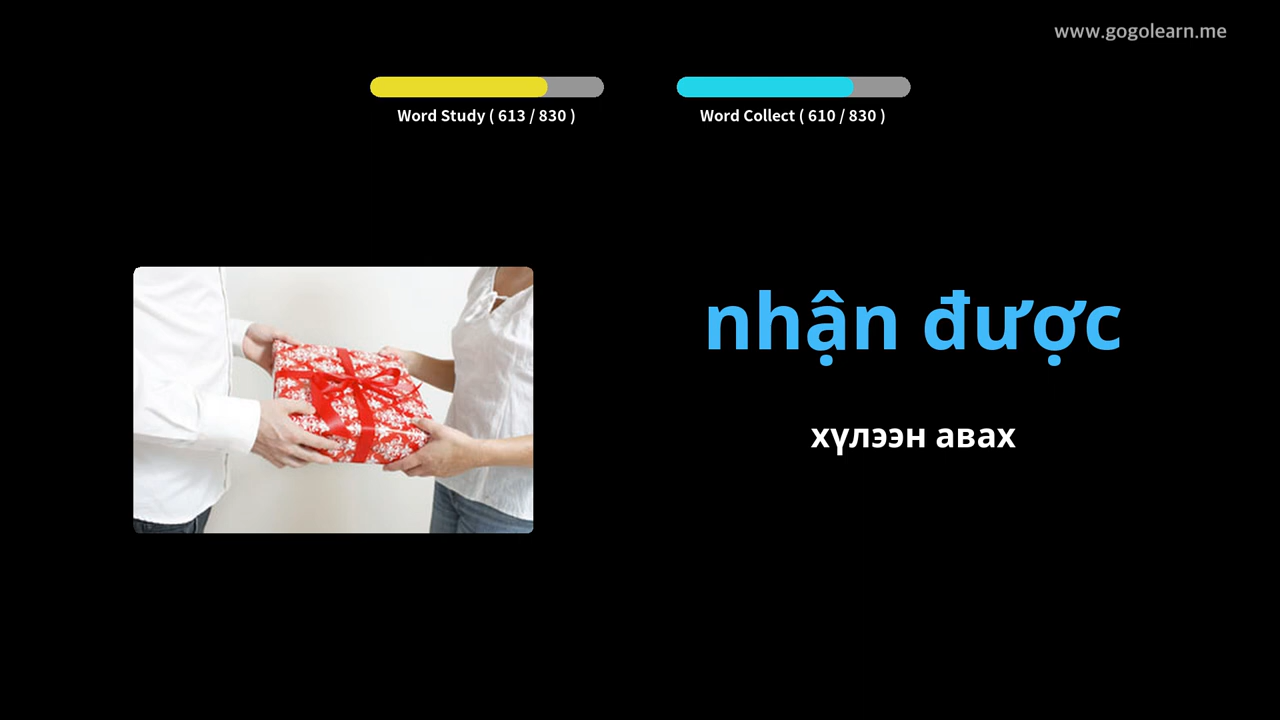 www.gogolearn.me
Word Study ( 613 / 830 )
Word Collect ( 610 / 830 )
nhận được
хүлээн авах